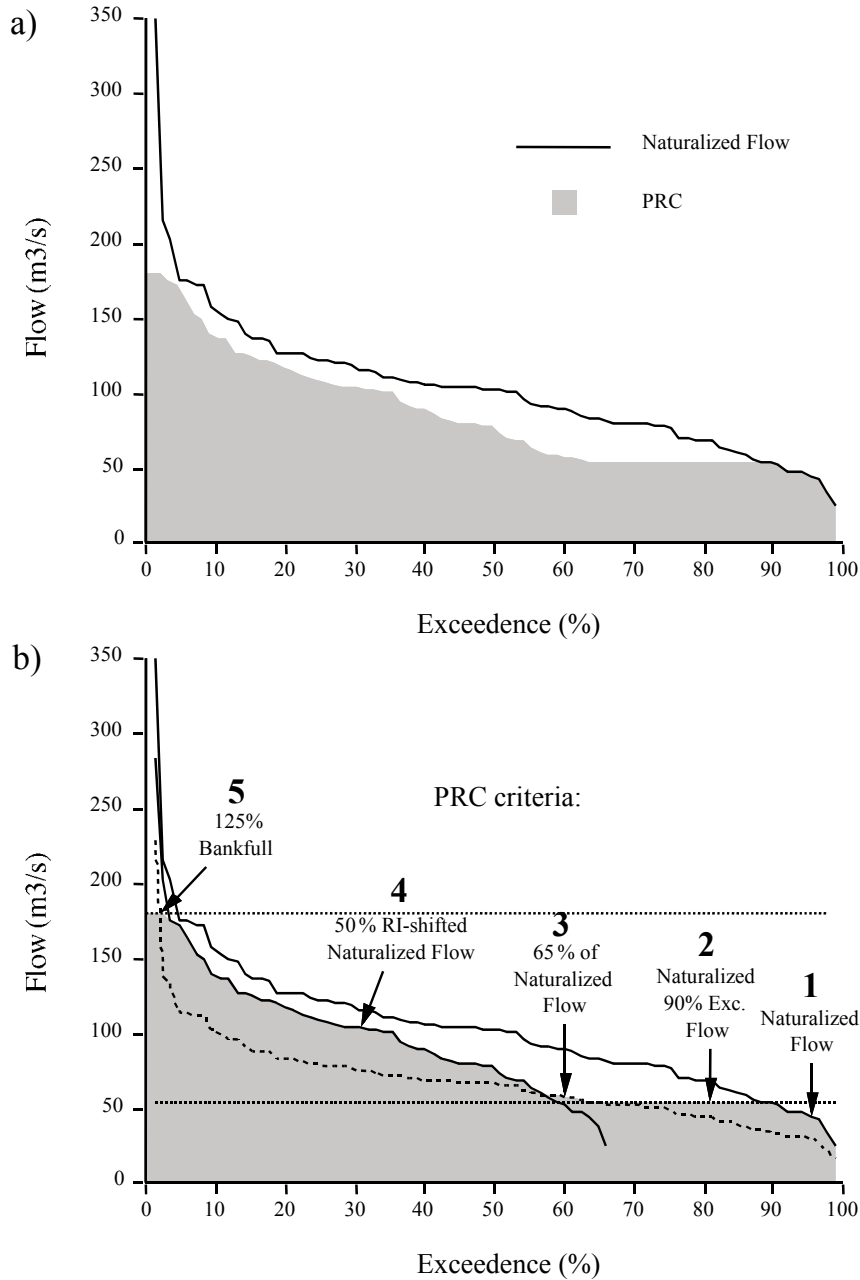 a)
350
300
250
200
150
100
50
0
Flow (m3/s)
Naturalized Flow
PRC
0 10 20 30 40 50 60 70 80 90 100
Exceedence (%)
b)
350
300
250
200
150
100
50
0
Flow (m3/s)
PRC criteria:
5
125%
Bankfull
4
50% RI-shifted
Naturalized Flow
3
65% of
Naturalized
Flow
2
Naturalized
90% Exc.
Flow
1
Naturalized
Flow
0 10 20 30 40 50 60 70 80 90 100
Exceedence (%)